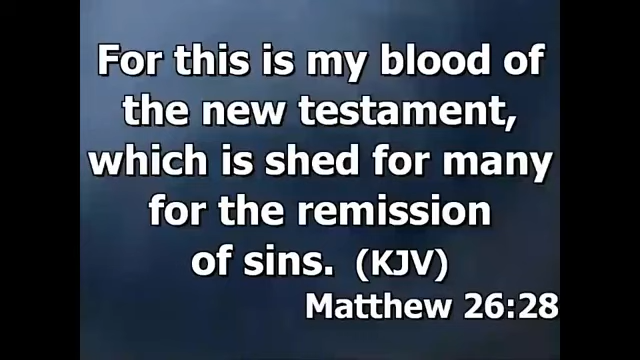 For this is my blood of
the new testament,
which is shed for many
for the remission
of sins. (KJV)
Matthew 26:28